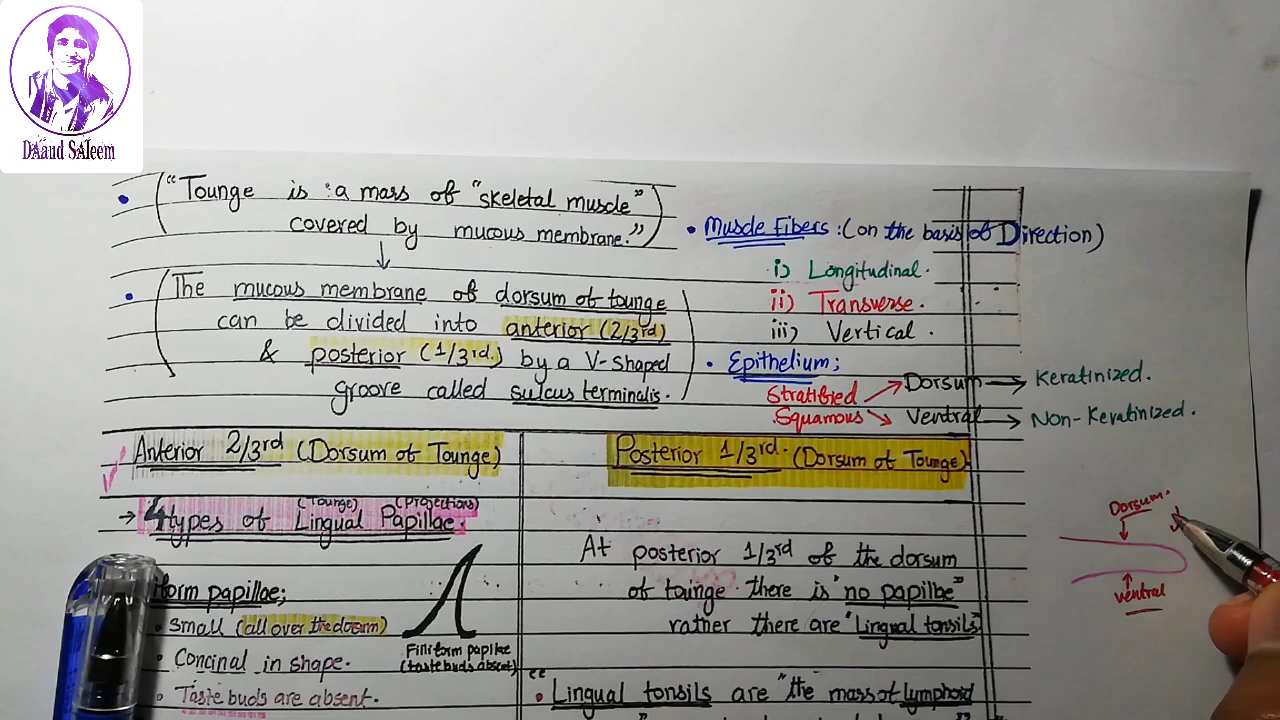 DAaud SAleem
• ("Tounge is a mass of "skeletal muscle"
covered by mucous membrane.")
• (The mucous membrane of dorsum of tounge
can be divided into anterior (2/3rd)
& posterior (1/3rd.) by a V-shaped
groove called sulcus terminalis.)
• Muscle Fibers: (on the basis of Direction)
i) Longitudinal.
ii) Transverse.
iii) Vertical.
• Epithelium;
Stratified Squamous
Dorsum → Keratinized.
Ventral → Non-Keratinized.
Anterior 2/3rd (Dorsum of Tounge)
(Tounge) (Projections)
→ 4 types of Lingual Papillae.
iform papillae;
• small (all over the dorsum)
• Concinal in shape.
• Taste buds are absent.
Filiform papillae
(taste buds absent)
Posterior 1/3rd. (Dorsum of Tounge)
At posterior 1/3rd of the dorsum
of tounge there is "no papillae"
rather there are "Lingual tonsils"
• Lingual tonsils are "the mass of lymphoid
Dorsum.
ventral